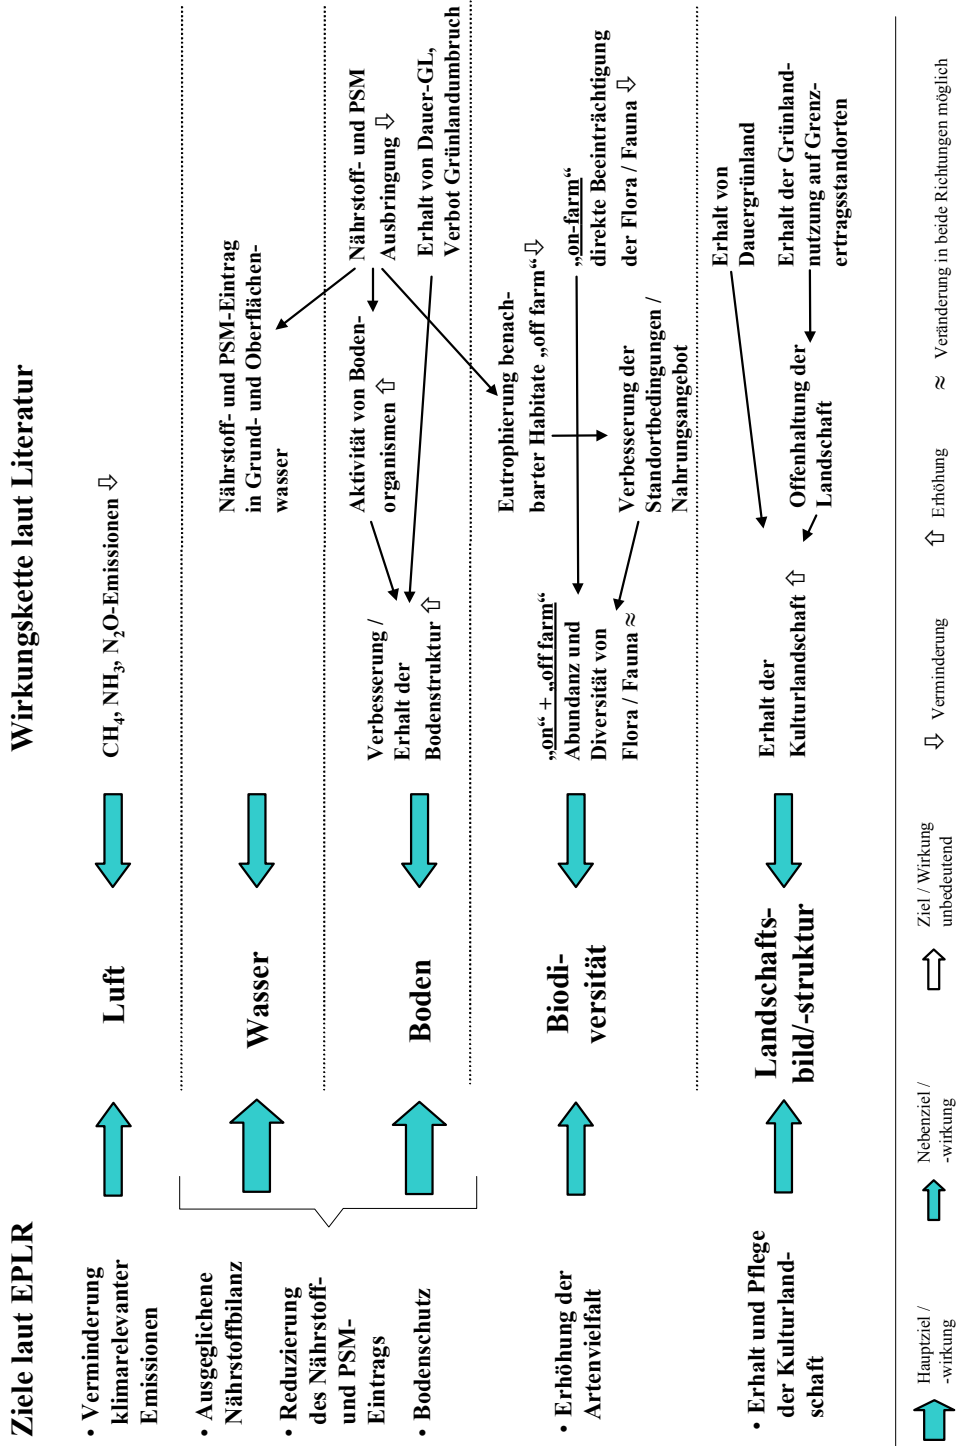 Ziele laut EPLR
Wirkungskette laut Literatur
• Verminderung
klimarelevanter
Emissionen
Luft
CH4, NH3, N2O-Emissionen ⇩
• Ausgeglichene
Nährstoffbilanz
• Reduzierung
des Nährstoff-
und PSM-
Eintrags
• Bodenschutz
Wasser
Nährstoff- und PSM-Eintrag
in Grund- und Oberflächen-
wasser
Boden
Verbesserung /
Erhalt der
Bodenstruktur ⇧
Aktivität von Boden-
organismen ⇧
Nährstoff- und PSM
Ausbringung ⇩
Erhalt von Dauer-GL,
Verbot Grünlandumbruch
• Erhöhung der
Artenvielfalt
Biodi-
versität
„on“ + „off farm“
Abundanz und
Diversität von
Flora / Fauna ≈
Eutrophierung benach-
barter Habitate „off farm“ ⇩
Verbesserung der
Standortbedingungen /
Nahrungsangebot
„on-farm“
direkte Beeinträchtigung
der Flora / Fauna ⇩
• Erhalt und Pflege
der Kulturland-
schaft
Landschafts-
bild/-struktur
Erhalt der
Kulturlandschaft ⇧
Offenhaltung der
Landschaft
Erhalt von
Dauergrünland
Erhalt der Grünland-
nutzung auf Grenz-
ertragsstandorten
Hauptziel /
-wirkung
Nebenziel /
-wirkung
Ziel / Wirkung
unbedeutend
⇩ Verminderung
⇧ Erhöhung
≈ Veränderung in beide Richtungen möglich